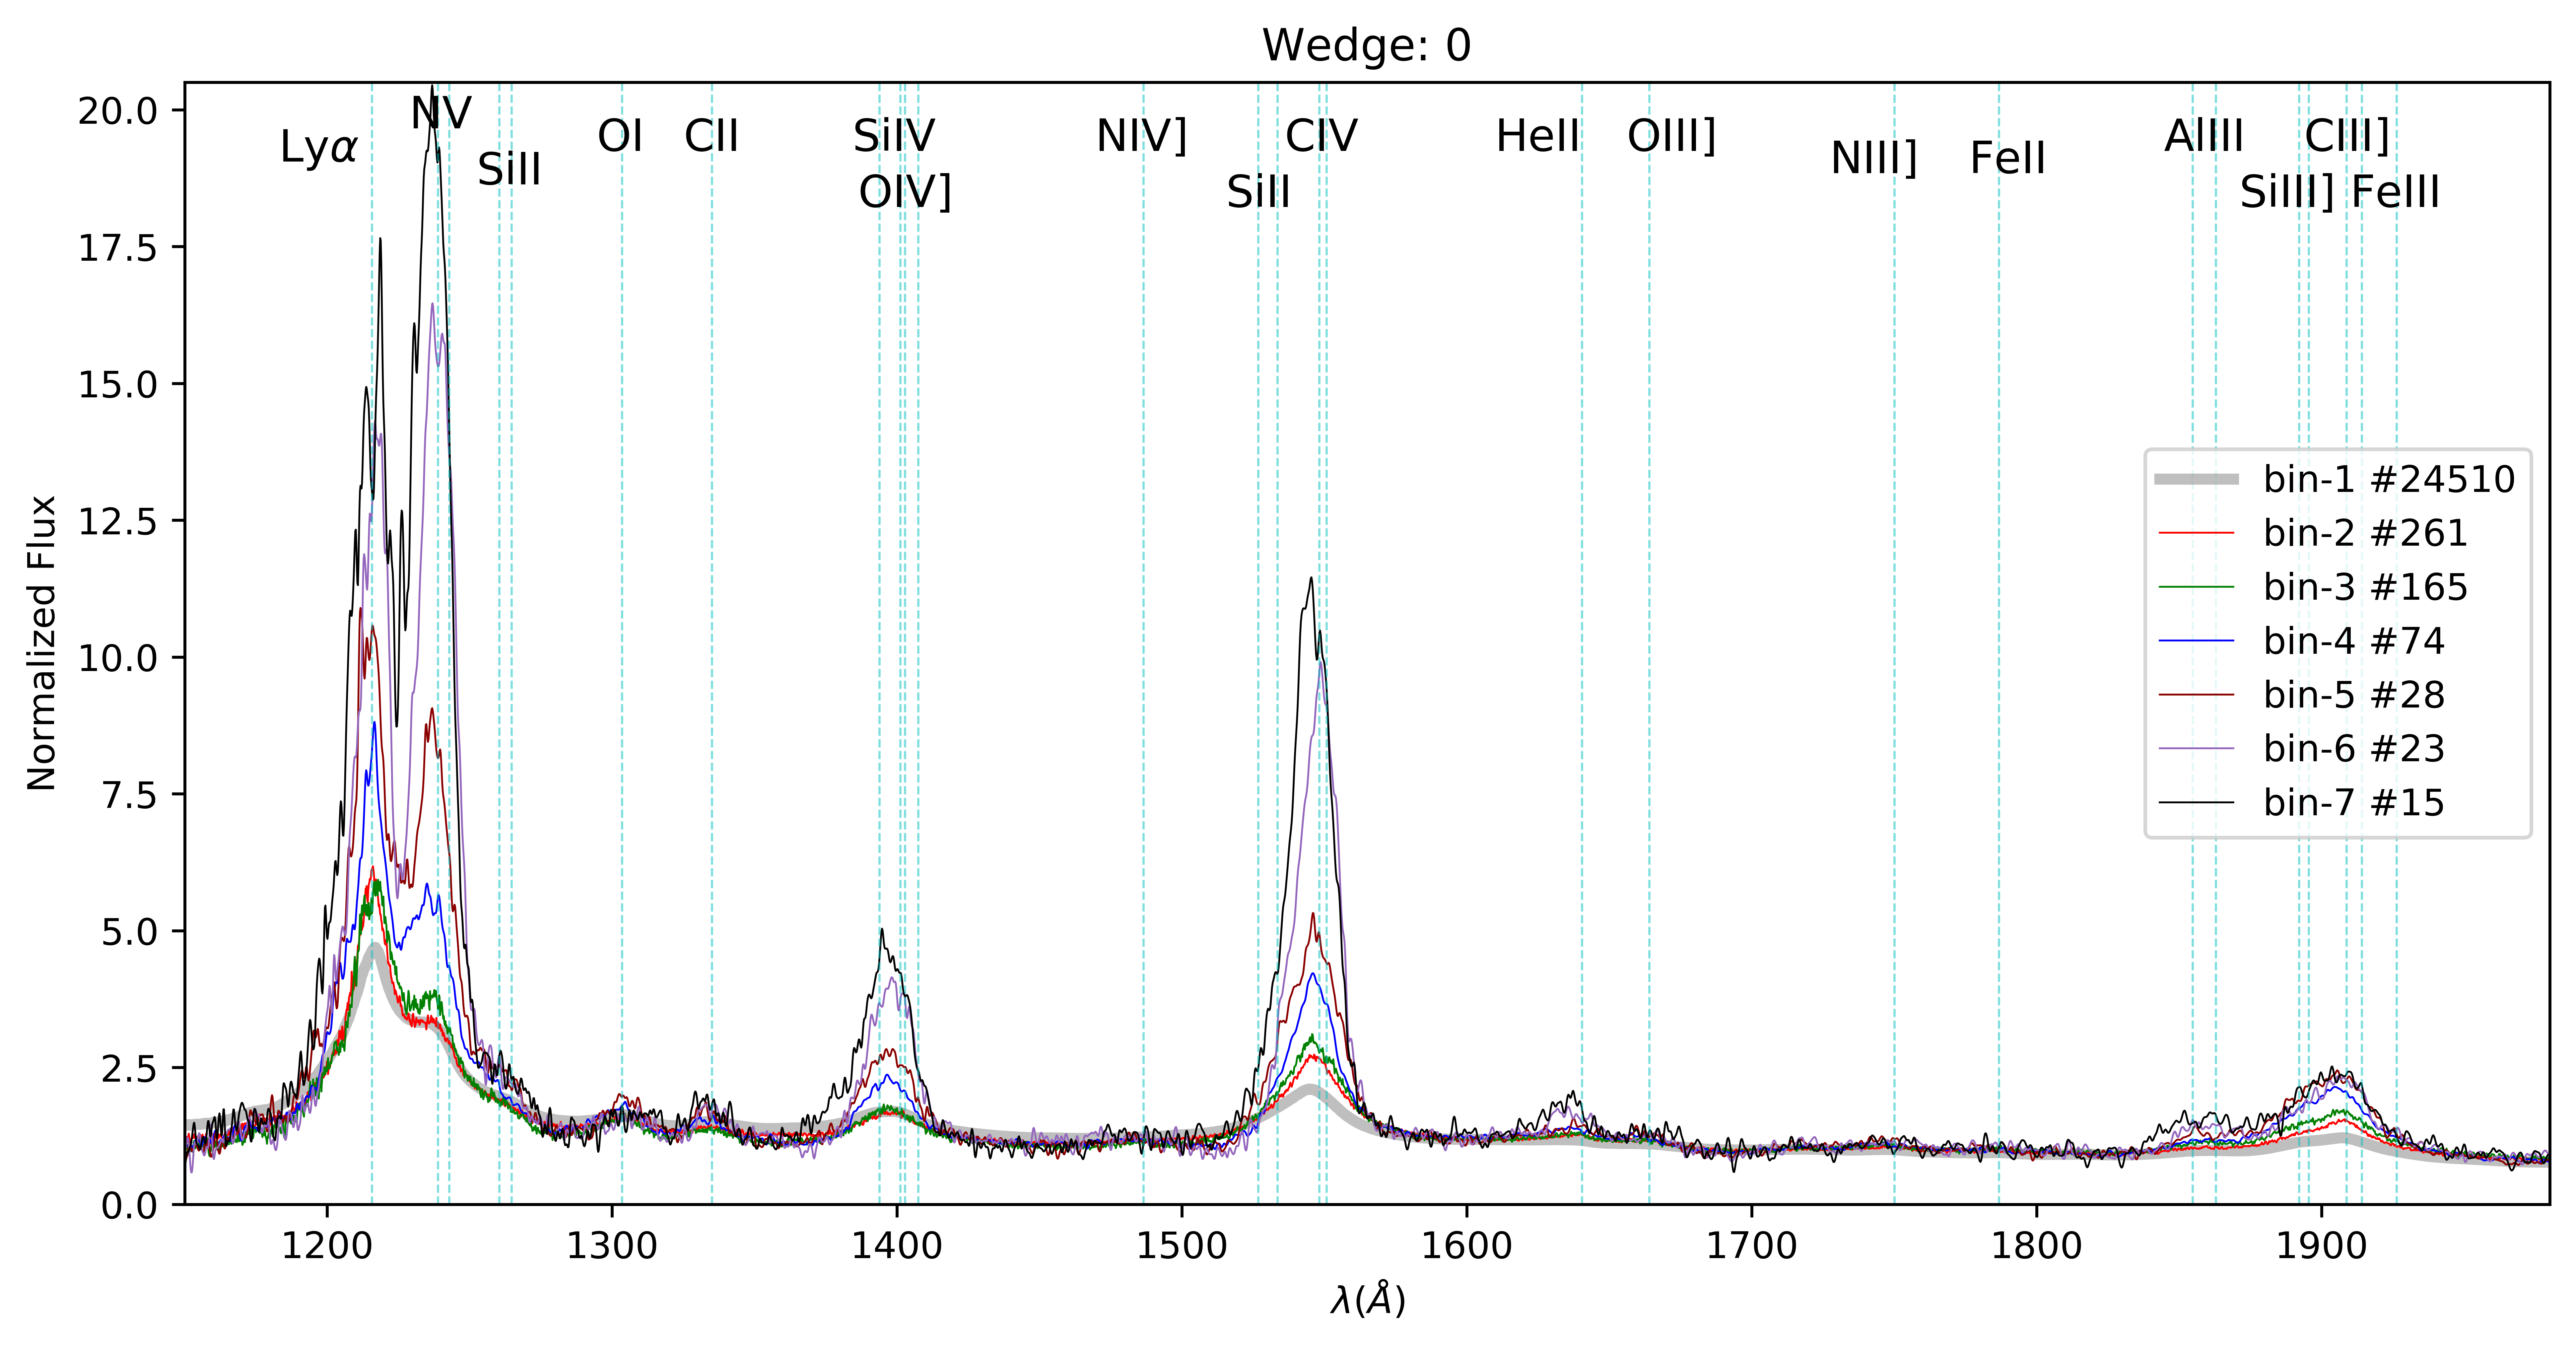 Wedge: 0
NV
Lyα
SiII
OI
CII
SiIV
OIV]
NIV]
CIV
SiII
HeII
OIII]
NIII]
FeII
AlIII
CIII]
SiIII]
FeIII
Normalized Flux
20.0
17.5
15.0
12.5
10.0
7.5
5.0
2.5
0.0
bin-1 #24510
bin-2 #261
bin-3 #165
bin-4 #74
bin-5 #28
bin-6 #23
bin-7 #15
1200 1300 1400 1500 1600 1700 1800 1900
λ(Å)